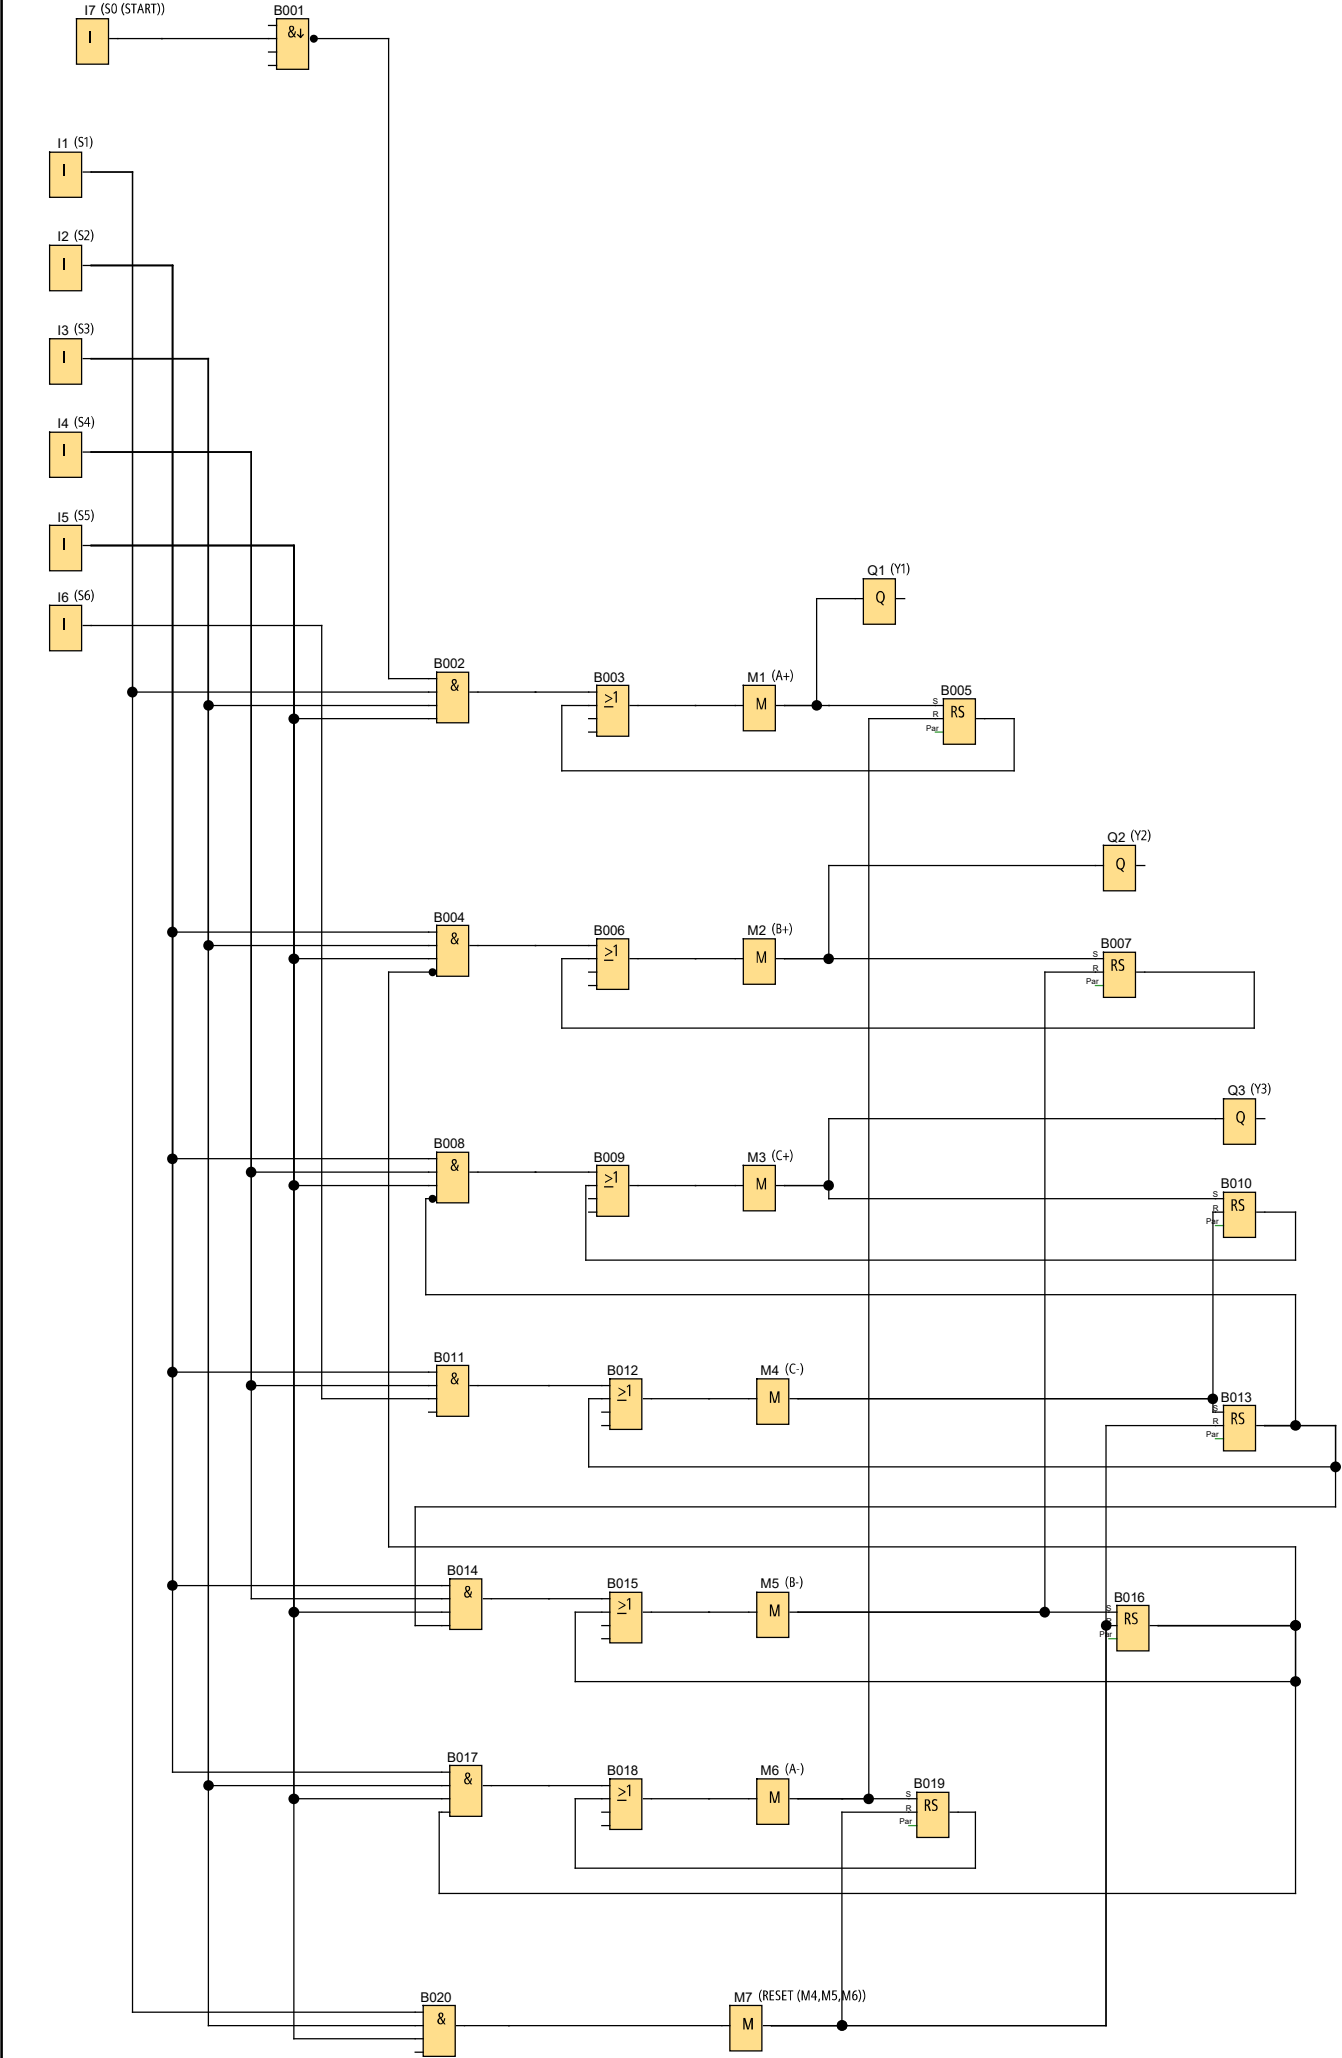 I7 (S0 (START))
B001
I
&↓
I1 (S1)
I
I2 (S2)
I
I3 (S3)
I
I4 (S4)
I
I5 (S5)
I
I6 (S6)
I
Q1 (Y1)
Q
B002
&
B003
≥1
M1 (A+)
M
B005
S
R
Par
RS
Q2 (Y2)
Q
B004
&
B006
≥1
M2 (B+)
M
B007
S
R
Par
RS
Q3 (Y3)
Q
B008
&
B009
≥1
M3 (C+)
M
B010
S
R
Par
RS
B011
&
B012
≥1
M4 (C-)
M
B013
S
R
Par
RS
B014
&
B015
≥1
M5 (B-)
M
B016
S
R
Par
RS
B017
&
B018
≥1
M6 (A-)
M
B019
S
R
Par
RS
B020
&
M7 (RESET (M4,M5,M6))
M